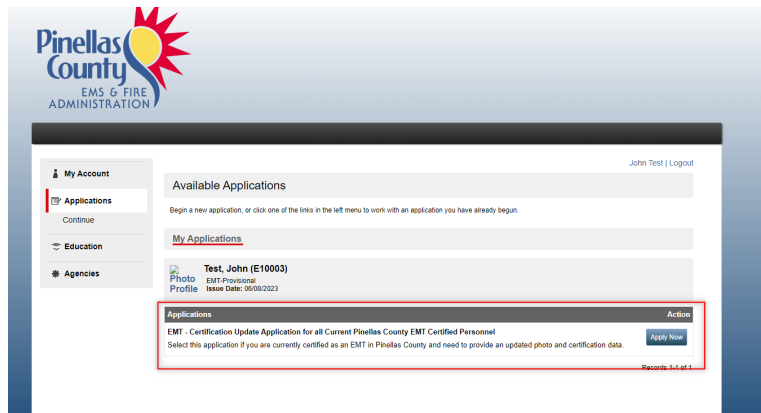 Pinellas
County
EMS & FIRE
ADMINISTRATION
John Test | Logout
My Account
Applications
Continue
Education
Agencies
Available Applications
Begin a new application, or click one of the links in the left menu to work with an application you have already begun.
My Applications
Photo
Profile
Test, John (E10003)
EMT-Provisional
Issue Date: 06/08/2023
Applications Action
EMT - Certification Update Application for all Current Pinellas County EMT Certified Personnel
Select this application if you are currently certified as an EMT in Pinellas County and need to provide an updated photo and certification data.
Apply Now
Records 1-1 of 1